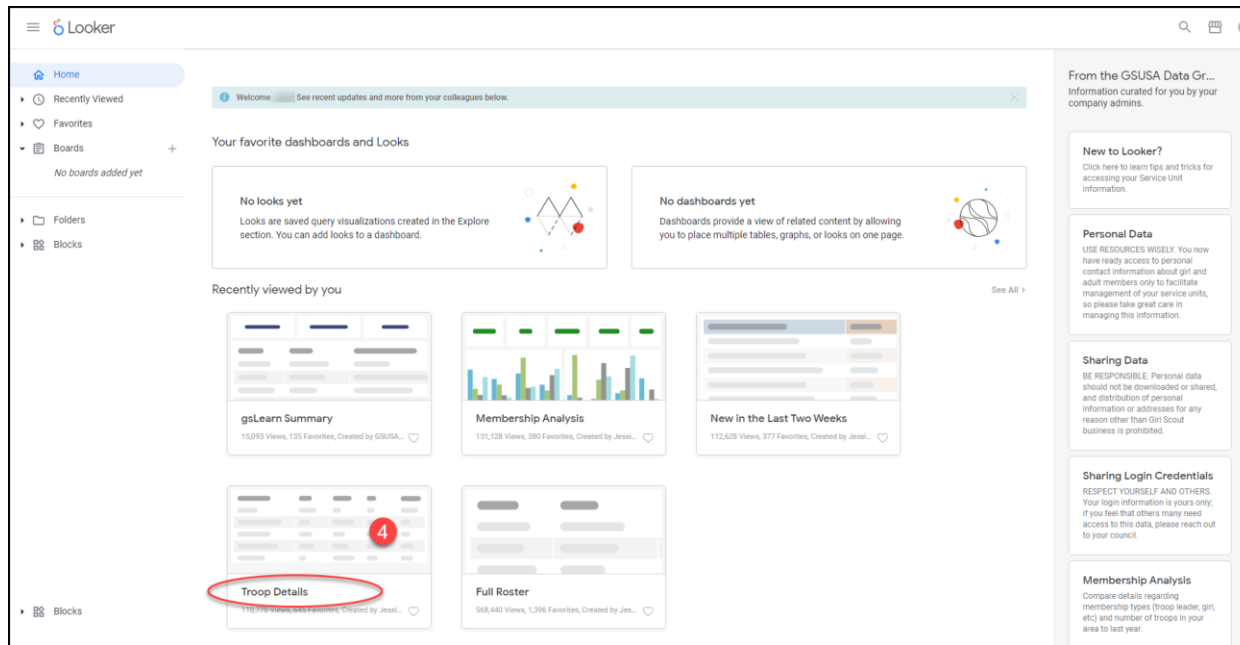 Looker
Home
Recently Viewed
Favorites
Boards
No boards added yet
Folders
Blocks
Blocks
Welcome
See recent updates and more from your colleagues below.
Your favorite dashboards and Looks
No looks yet
Looks are saved query visualizations created in the Explore
section. You can add looks to a dashboard.
No dashboards yet
Dashboards provide a view of related content by allowing
you to place multiple tables, graphs, or looks on one page.
Recently viewed by you
See All >
gsLearn Summary
15,093 Views, 135 Favorites, Created by GSUSA...
Membership Analysis
131,128 Views, 380 Favorites, Created by Jessi...
New in the Last Two Weeks
112,628 Views, 377 Favorites, Created by Jessi...
4
Troop Details
110,770 Views, 645 Favorites, Created by Jessi...
Full Roster
568,440 Views, 1,396 Favorites, Created by Jes...
From the GSUSA Data Gr...
Information curated for you by your
company admins.
New to Looker?
Click here to learn tips and tricks for
accessing your Service Unit
information.
Personal Data
USE RESOURCES WISELY. You now
have ready access to personal
contact information about girl and
adult members only to facilitate
management of your service units,
so please take great care in
managing this information.
Sharing Data
BE RESPONSIBLE. Personal data
should not be downloaded or shared,
and distribution of personal
information or addresses for any
reason other than Girl Scout
business is prohibited.
Sharing Login Credentials
RESPECT YOURSELF AND OTHERS.
Your login information is yours only;
if you feel that others many need
access to this data, please reach out
to your council.
Membership Analysis
Compare details regarding
membership types (troop leader, girl,
etc) and number of troops in your
area to last year.